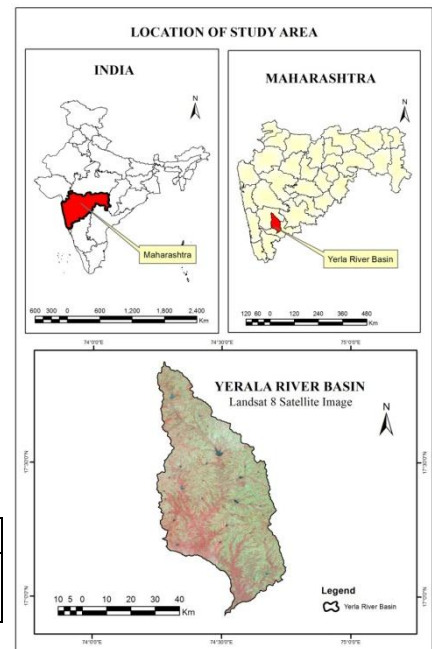 LOCATION OF STUDY AREA
INDIA
N
Maharashtra
600 300 0 600 1,200 1,800 2,400
Km
MAHARASHTRA
N
Yerla River Basin
120 60 0 120 240 360 480
Km
74°0'0"E 74°30'0"E 75°0'0"E
YERALA RIVER BASIN
Landsat 8 Satellite Image
N
17°30'0"N 17°30'0"N
17°0'0"N 17°0'0"N
10 5 0 10 20 30 40
Km
Legend
Yerla River Basin
74°0'0"E 74°30'0"E 75°0'0"E